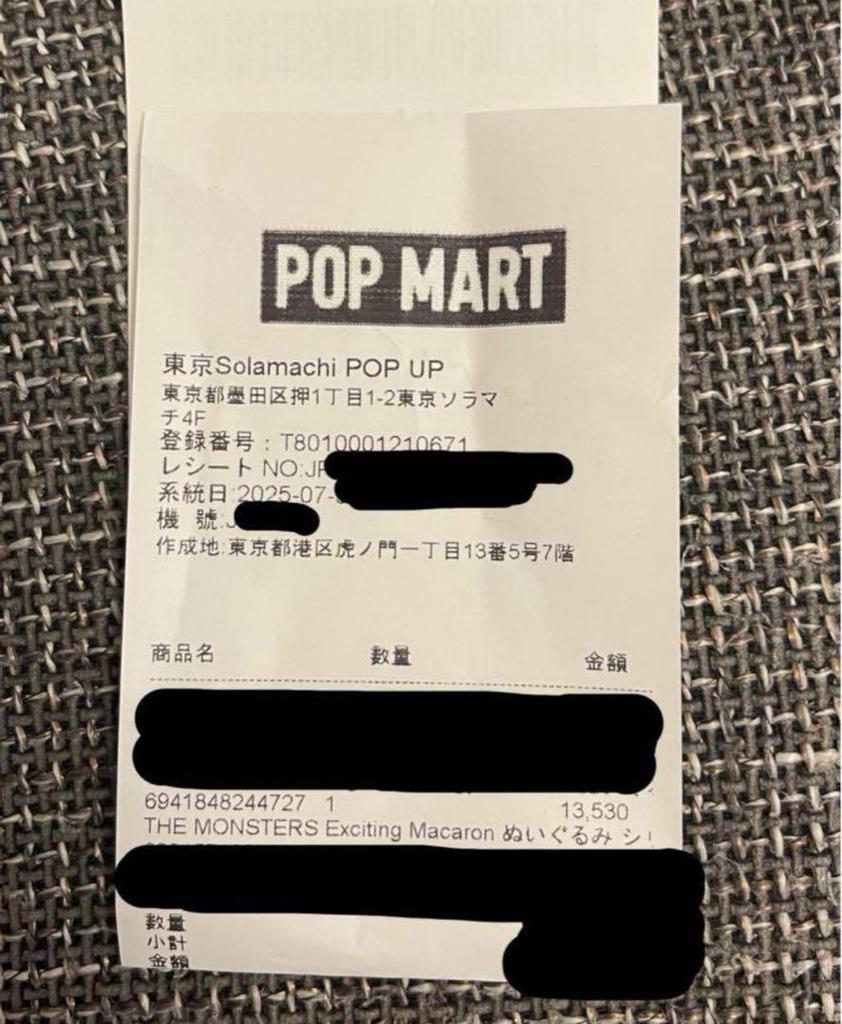 POP MART
東京Solamachi POP UP
東京都墨田区押1丁目1-2東京ソラマ
チ4F
登録番号：T8010001210671
レシート NO:JP
系統日:2025-07-
機 號:J
作成地:東京都港区虎ノ門一丁目13番5号7階
商品名 数量 金額
6941848244727 1 13,530
THE MONSTERS Exciting Macaron ぬいぐるみ シ
数量
小計
金額